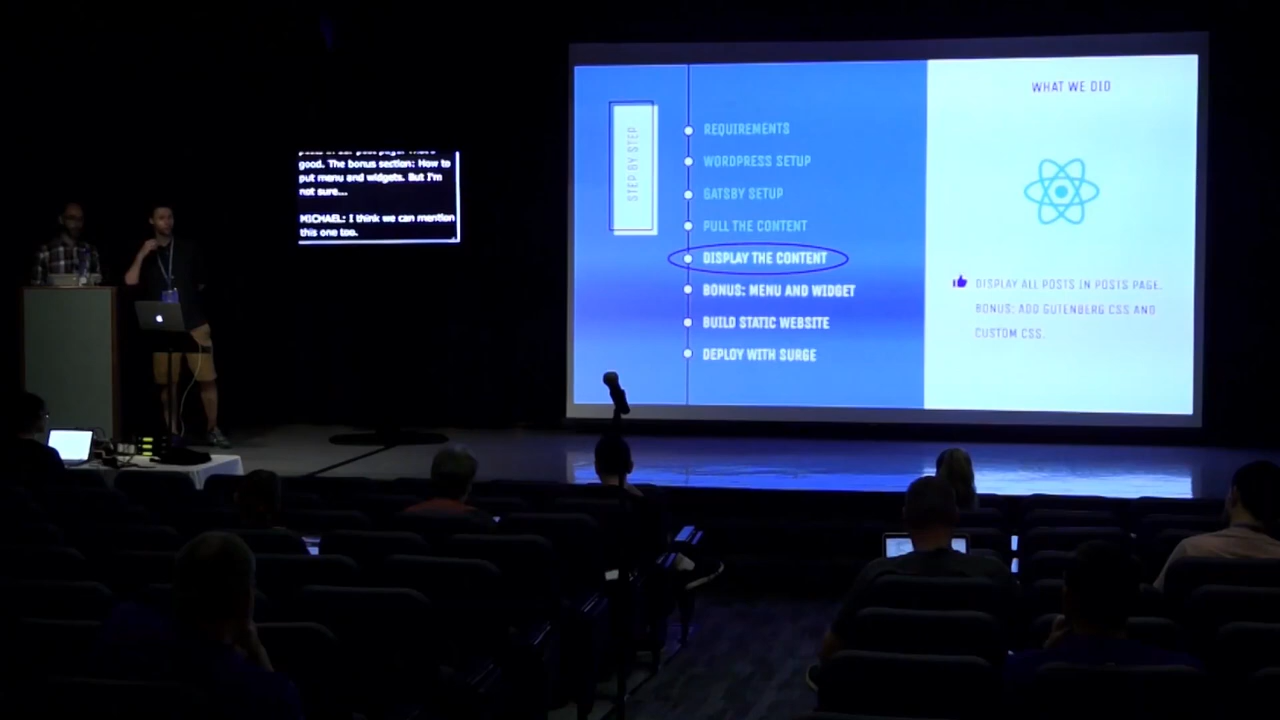 good. The bonus section: How to
put menu and widgets. But I'm
not sure...
MICHAEL: I think we can mention
this one too.
STEP BY STEP
REQUIREMENTS
WORDPRESS SETUP
GATSBY SETUP
PULL THE CONTENT
DISPLAY THE CONTENT
BONUS: MENU AND WIDGET
BUILD STATIC WEBSITE
DEPLOY WITH SURGE
WHAT WE DID
DISPLAY ALL POSTS IN POSTS PAGE.
BONUS: ADD GUTENBERG CSS AND
CUSTOM CSS.